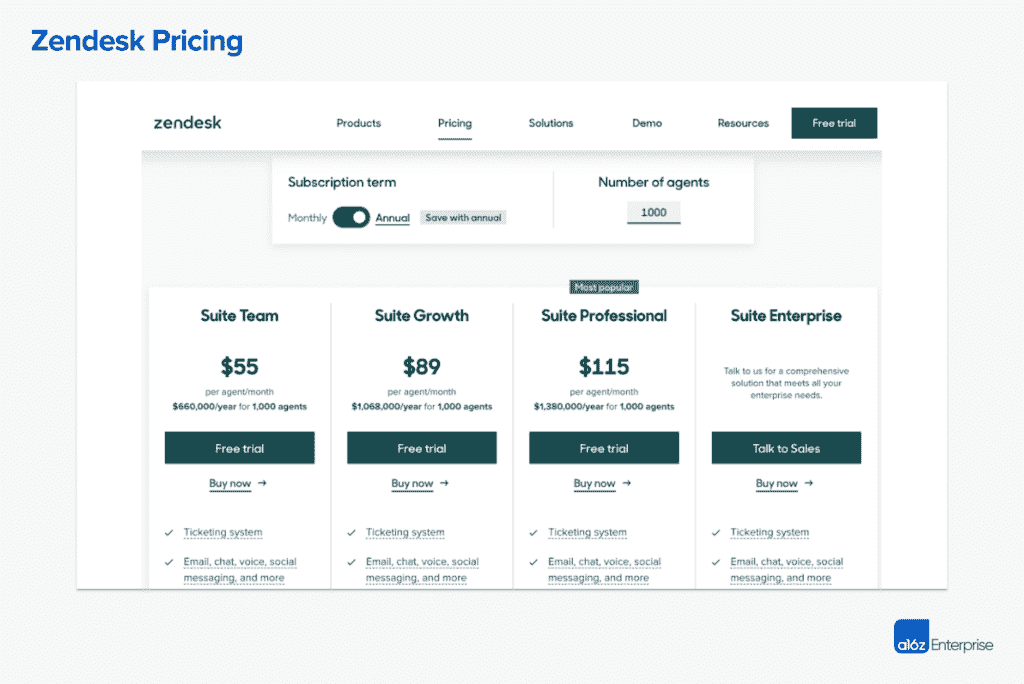 Zendesk Pricing
zendesk
Products
Pricing
Solutions
Demo
Resources
Free trial
Subscription term
Number of agents
Monthly
Annual
Save with annual
1000
Most popular
Suite Team
$55
per agent/month
$660,000/year for 1,000 agents
Free trial
Buy now →
✓ Ticketing system
✓ Email, chat, voice, social
messaging, and more
Suite Growth
$89
per agent/month
$1,068,000/year for 1,000 agents
Free trial
Buy now →
✓ Ticketing system
✓ Email, chat, voice, social
messaging, and more
Suite Professional
$115
per agent/month
$1,380,000/year for 1,000 agents
Free trial
Buy now →
✓ Ticketing system
✓ Email, chat, voice, social
messaging, and more
Suite Enterprise
Talk to us for a comprehensive
solution that meets all your
enterprise needs.
Talk to Sales
Buy now →
✓ Ticketing system
✓ Email, chat, voice, social
messaging, and more
a16z Enterprise